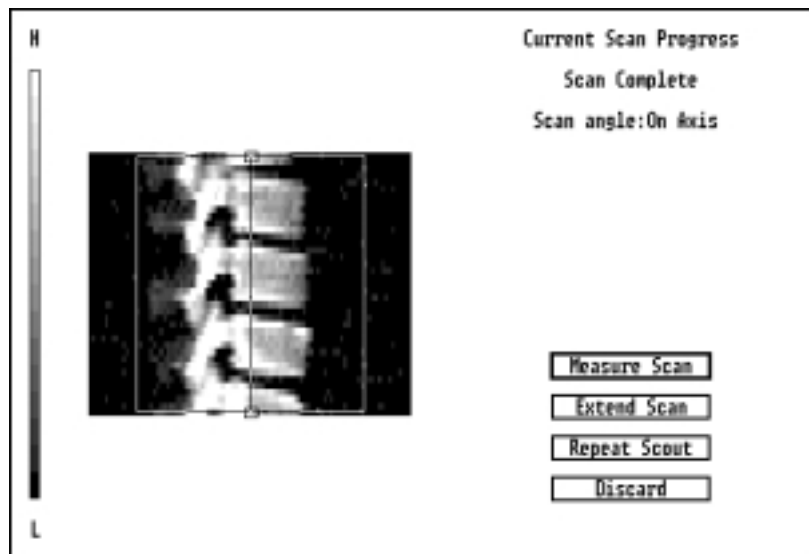 H
Current Scan Progress
Scan Complete
Scan angle:On Axis
Measure Scan
Extend Scan
Repeat Scout
Discard
L